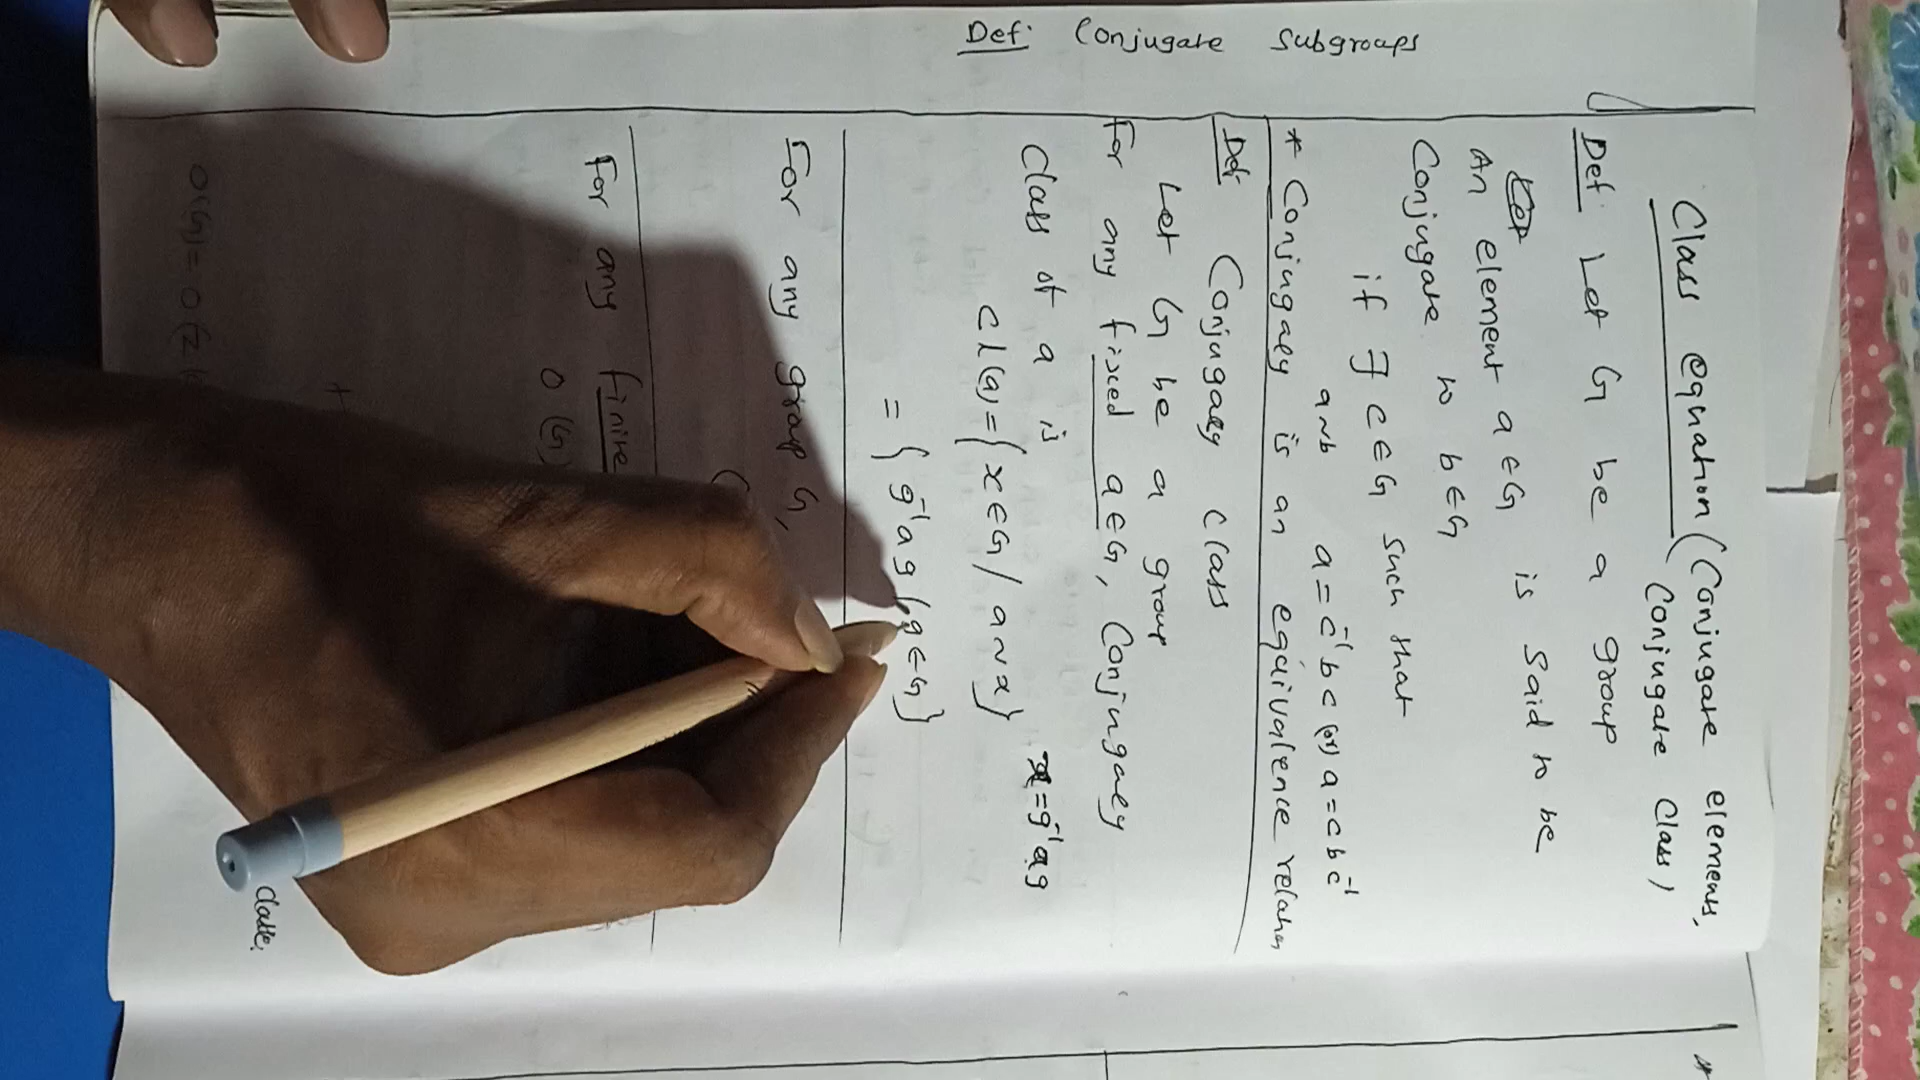 Def: Conjugate Subgroups
Class equation (Conjugate elements,
Conjugate class)
Def: Let G be a group
An element a ∈ G is said to be
Conjugate to b ∈ G
if ∃ c ∈ G such that
a~b a = c⁻¹bc (or) a = cbc⁻¹
* Conjugacy is an equivalence relation
Def: Conjugacy class
Let G be a group
For any fixed a ∈ G, Conjugacy
Class of a is x = g⁻¹ag
cl(a) = { x ∈ G / a ~ x }
= { g⁻¹ag / g ∈ G }
For any group G,
For any finite
O(G)
O(G) = O(Z
+
class.